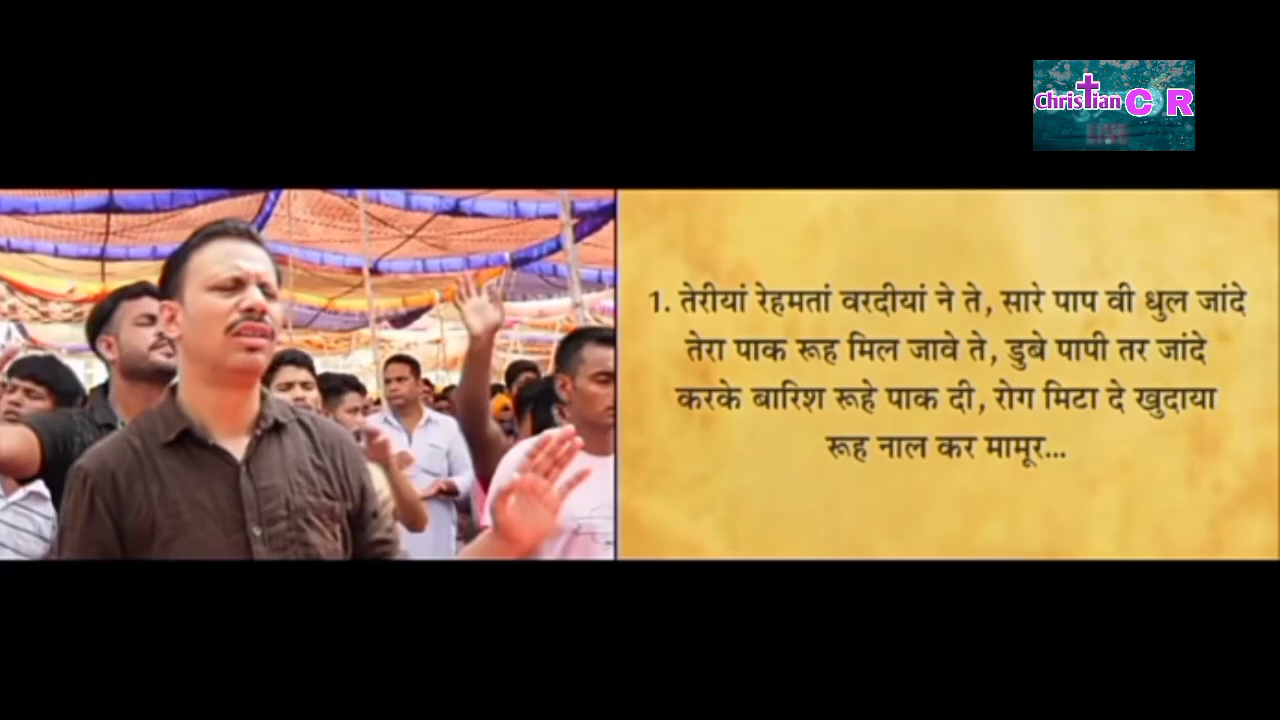 Christian C R
1. तेरीयां रेहमतां वरदीयां ने ते, सारे पाप वी धुल जांदे
तेरा पाक रूह मिल जावे ते, डुबे पापी तर जांदे
करके बारिश रूहे पाक दी, रोग मिटा दे खुदाया
रूह नाल कर मामूर...